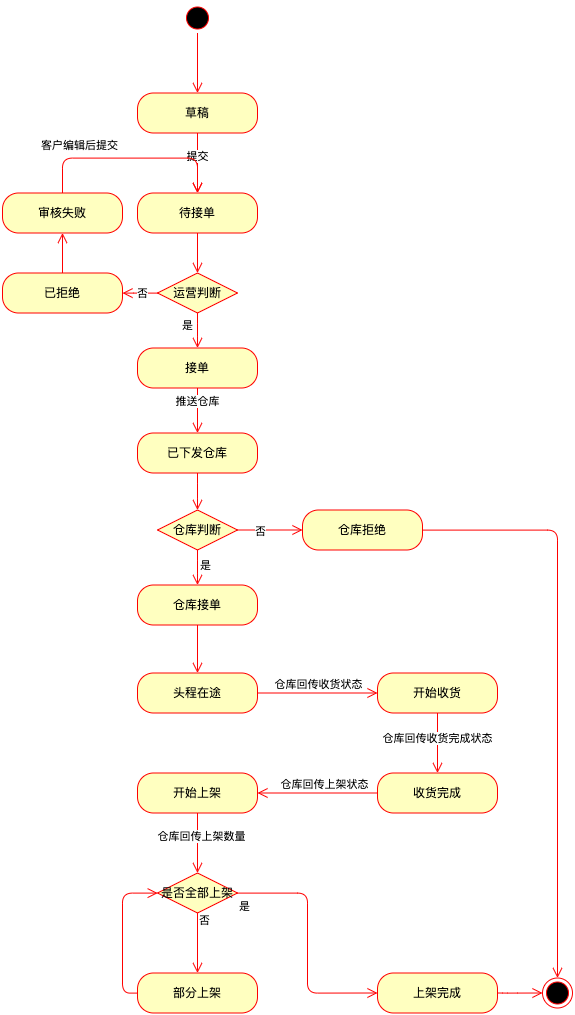 草稿
客户编辑后提交
提交
审核失败
待接单
已拒绝
否
运营判断
是
接单
推送仓库
已下发仓库
仓库判断
否
仓库拒绝
是
仓库接单
头程在途
仓库回传收货状态
开始收货
仓库回传收货完成状态
开始上架
仓库回传上架状态
收货完成
仓库回传上架数量
是否全部上架
是
否
部分上架
上架完成